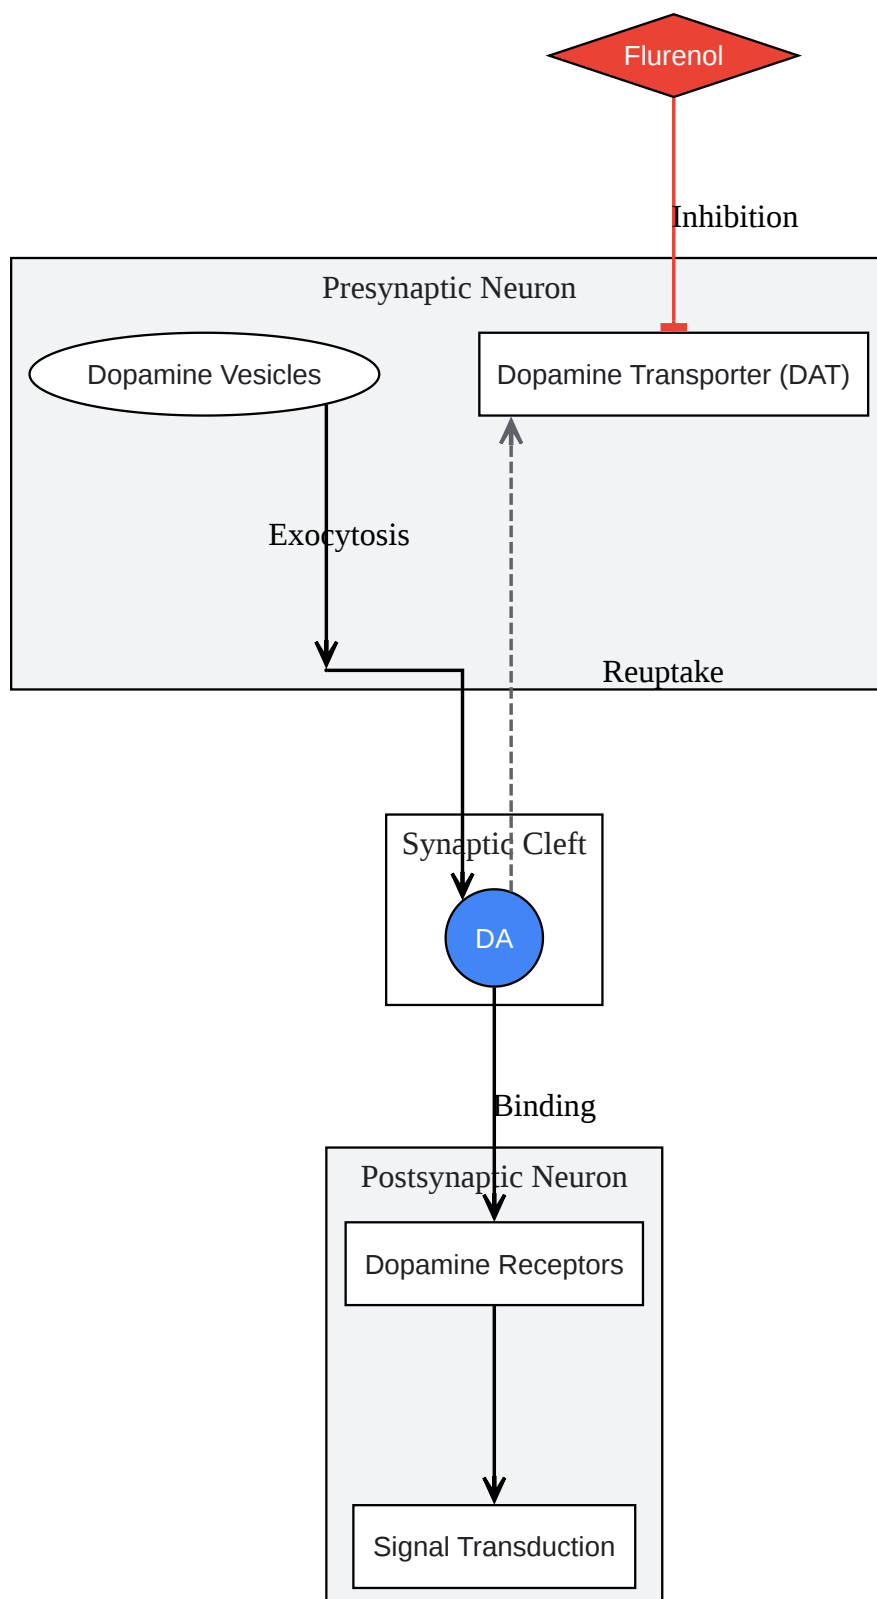 Flurenol
Inhibition
Presynaptic Neuron
Dopamine Vesicles
Dopamine Transporter (DAT)
Exocytosis
Reuptake
Synaptic Cleft
DA
Binding
Postsynaptic Neuron
Dopamine Receptors
Signal Transduction